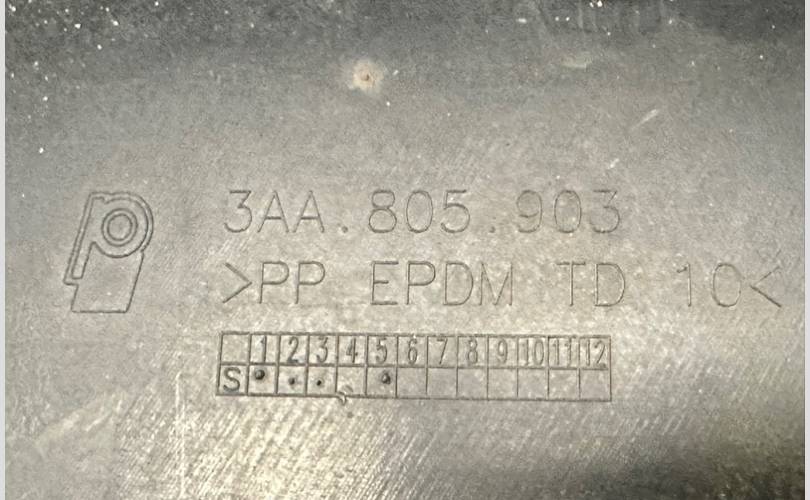 3AA.805.903
>PP EPDM TD 10<
1 2 3 4 5 6 7 8 9 10 11 12
S